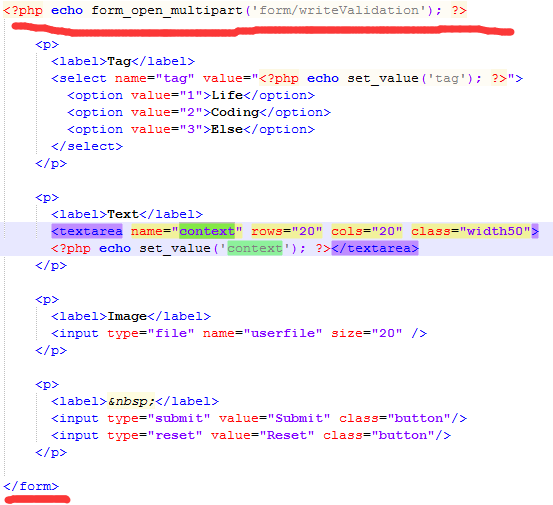 <?php echo form_open_multipart('form/writeValidation'); ?>
<p>
<label>Tag</label>
<select name="tag" value="<?php echo set_value('tag'); ?>">
<option value="1">Life</option>
<option value="2">Coding</option>
<option value="3">Else</option>
</select>
</p>
<p>
<label>Text</label>
<textarea name="context" rows="20" cols="20" class="width50">
<?php echo set_value('context'); ?></textarea>
</p>
<p>
<label>Image</label>
<input type="file" name="userfile" size="20" />
</p>
<p>
<label>&nbsp;</label>
<input type="submit" value="Submit" class="button"/>
<input type="reset" value="Reset" class="button"/>
</p>
</form>